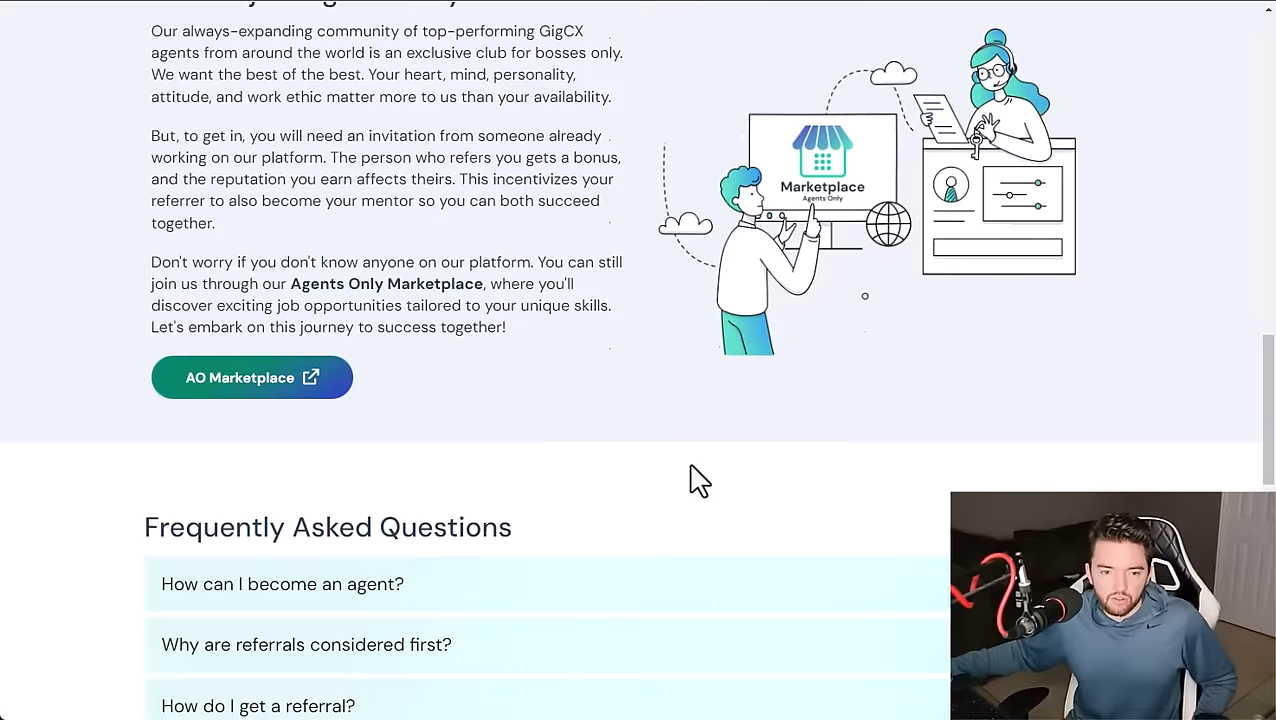 Our always-expanding community of top-performing GigCX
agents from around the world is an exclusive club for bosses only.
We want the best of the best. Your heart, mind, personality,
attitude, and work ethic matter more to us than your availability.
But, to get in, you will need an invitation from someone already
working on our platform. The person who refers you gets a bonus,
and the reputation you earn affects theirs. This incentivizes your
referrer to also become your mentor so you can both succeed
together.
Don't worry if you don't know anyone on our platform. You can still
join us through our Agents Only Marketplace, where you'll
discover exciting job opportunities tailored to your unique skills.
Let's embark on this journey to success together!
AO Marketplace
Marketplace
Agents Only
Frequently Asked Questions
How can I become an agent?
Why are referrals considered first?
How do I get a referral?